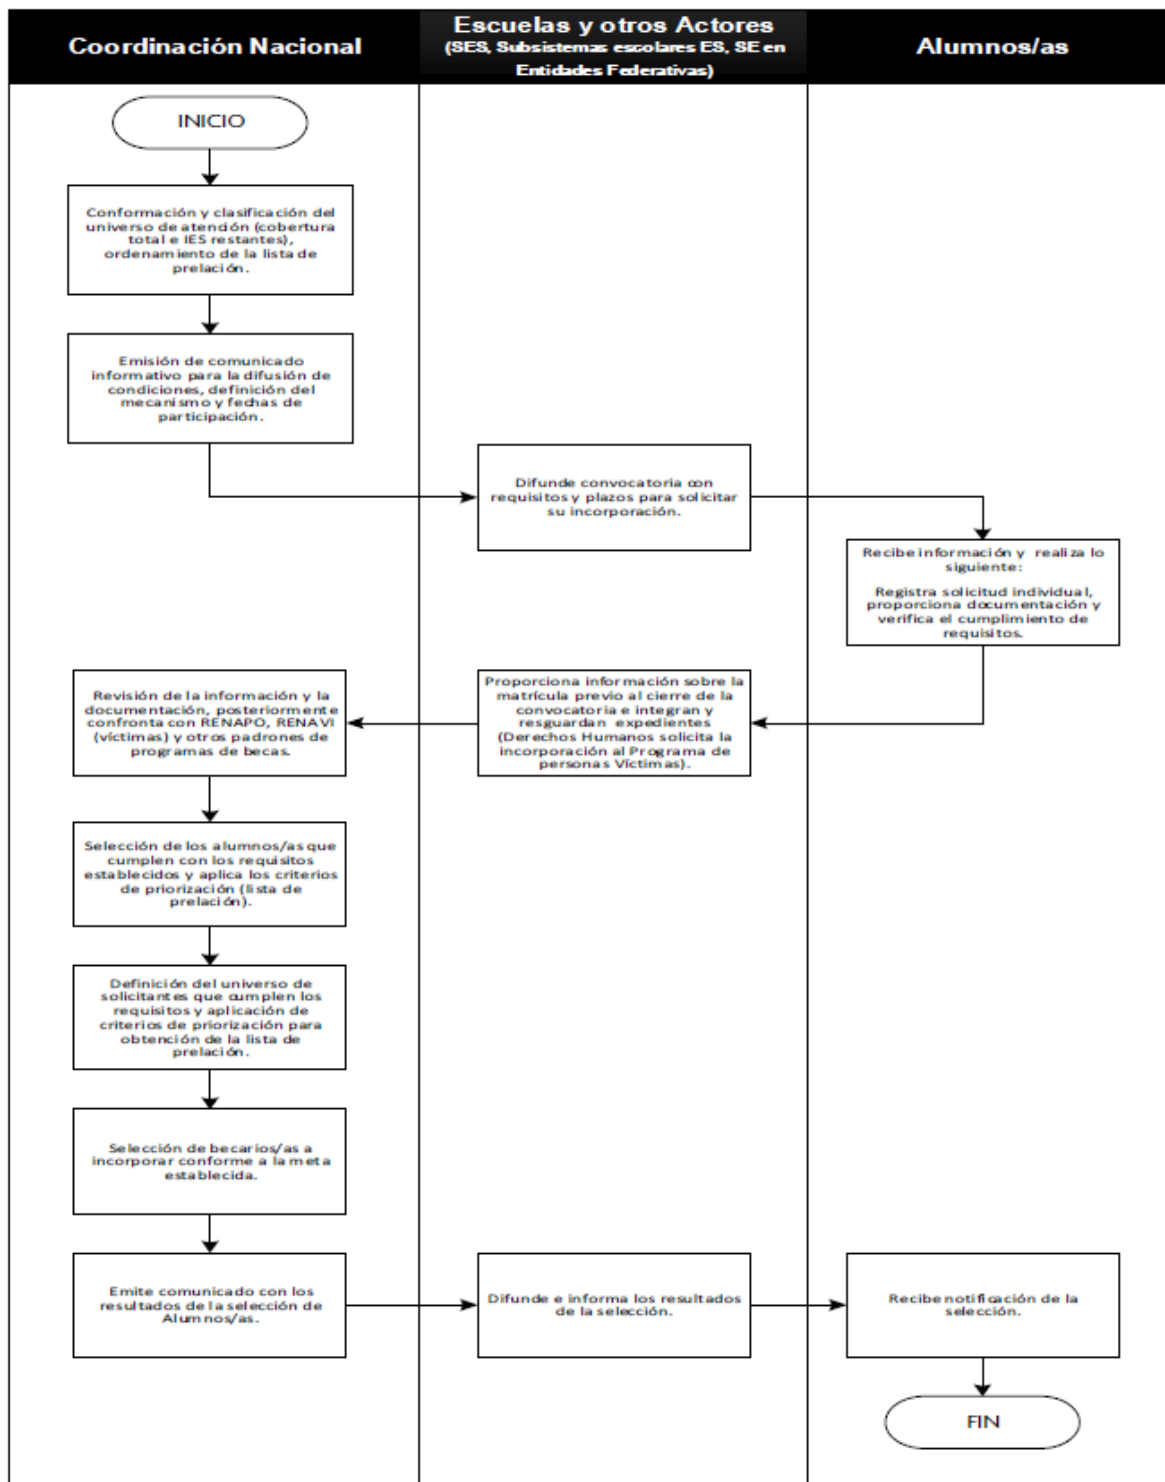 Coordinación Nacional
Escuelas y otros Actores
(SES, Subsistemas escolares ES, SE en
Entidades Federativas)
Alumnos/as
INICIO
Conformación y clasificación del
universo de atención (cobertura
total e IES restantes),
ordenamiento de la lista de
prelación.
Emisión de comunicado
informativo para la difusión de
condiciones, definición del
mecanismo y fechas de
participación.
Difunde convocatoria con
requisitos y plazos para solicitar
su incorporación.
Recibe información y realiza lo
siguiente:
Registra solicitud individual,
proporciona documentación y
verifica el cumplimiento de
requisitos.
Proporciona información sobre la
matrícula previo al cierre de la
convocatoria e integran y
resguardan expedientes
(Derechos Humanos solicita la
incorporación al Programa de
personas Víctimas).
Revisión de la información y la
documentación, posteriormente
confronta con RENAPO, RENAVI
(víctimas) y otros padrones de
programas de becas.
Selección de los alumnos/as que
cumplen con los requisitos
establecidos y aplica los criterios
de priorización (lista de
prelación).
Definición del universo de
solicitantes que cumplen los
requisitos y aplicación de
criterios de priorización para
obtención de la lista de
prelación.
Selección de becarios/as a
incorporar conforme a la meta
establecida.
Emite comunicado con los
resultados de la selección de
Alumnos/as.
Difunde e informa los resultados
de la selección.
Recibe notificación de la
selección.
FIN